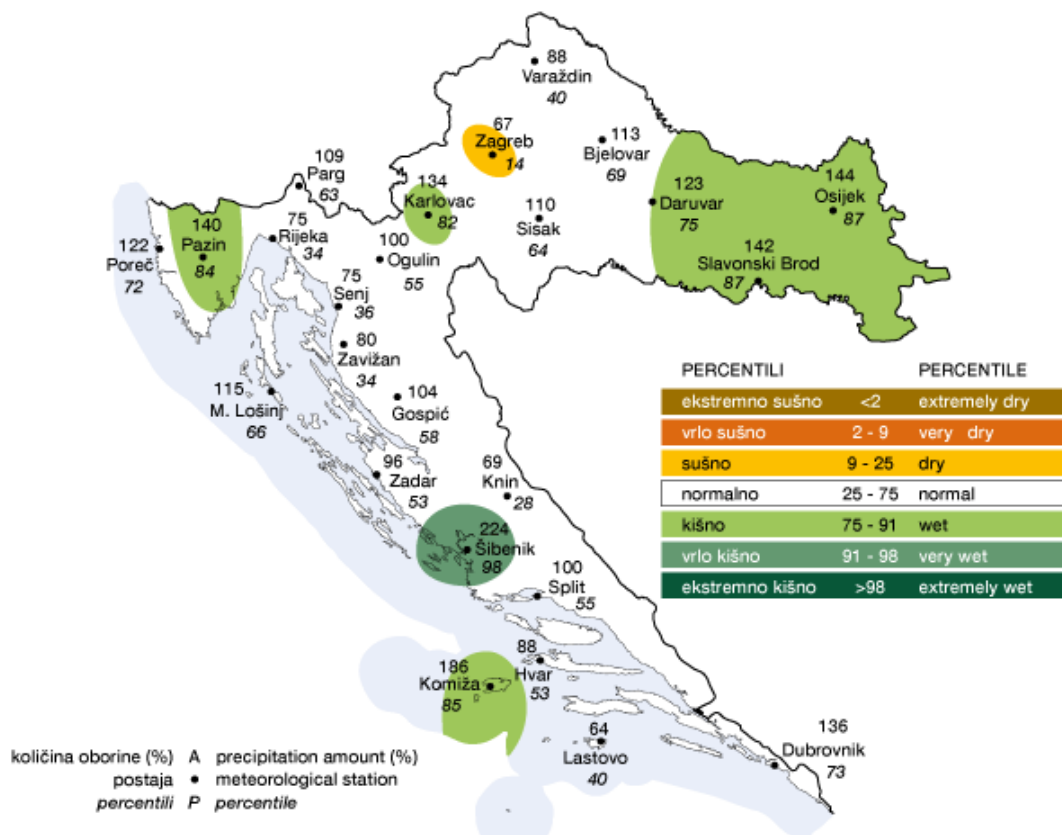 88
Varaždin
40
67
Zagreb
14
113
Bjelovar
69
109
Parg
63
134
Karlovac
82
123
Daruvar
75
144
Osijek
87
140
Pazin
84
75
Rijeka
34
110
Sisak
64
122
Poreč
72
100
Ogulin
55
142
Slavonski Brod
87
75
Senj
36
80
Zavižan
34
115
M. Lošinj
66
104
Gospić
58
96
Zadar
53
69
Knin
28
224
Šibenik
98
100
Split
55
88
Hvar
53
186
Komiža
85
64
Lastovo
40
136
Dubrovnik
73
PERCENTILI PERCENTILE
ekstremno sušno <2 extremely dry
vrlo sušno 2 - 9 very dry
sušno 9 - 25 dry
normalno 25 - 75 normal
kišno 75 - 91 wet
vrlo kišno 91 - 98 very wet
ekstremno kišno >98 extremely wet
količina oborine (%) A precipitation amount (%)
postaja meteorological station
percentili P percentile